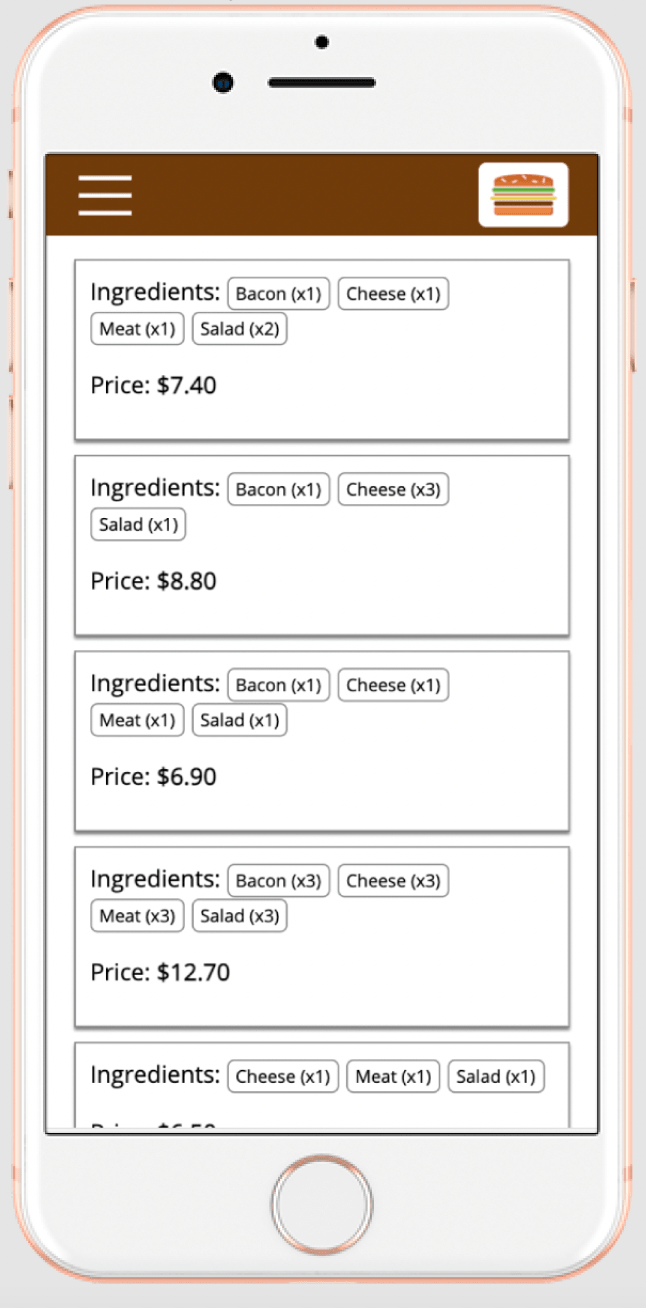 Ingredients: Bacon (x1) Cheese (x1)
Meat (x1) Salad (x2)
Price: $7.40
Ingredients: Bacon (x1) Cheese (x3)
Salad (x1)
Price: $8.80
Ingredients: Bacon (x1) Cheese (x1)
Meat (x1) Salad (x1)
Price: $6.90
Ingredients: Bacon (x3) Cheese (x3)
Meat (x3) Salad (x3)
Price: $12.70
Ingredients: Cheese (x1) Meat (x1) Salad (x1)